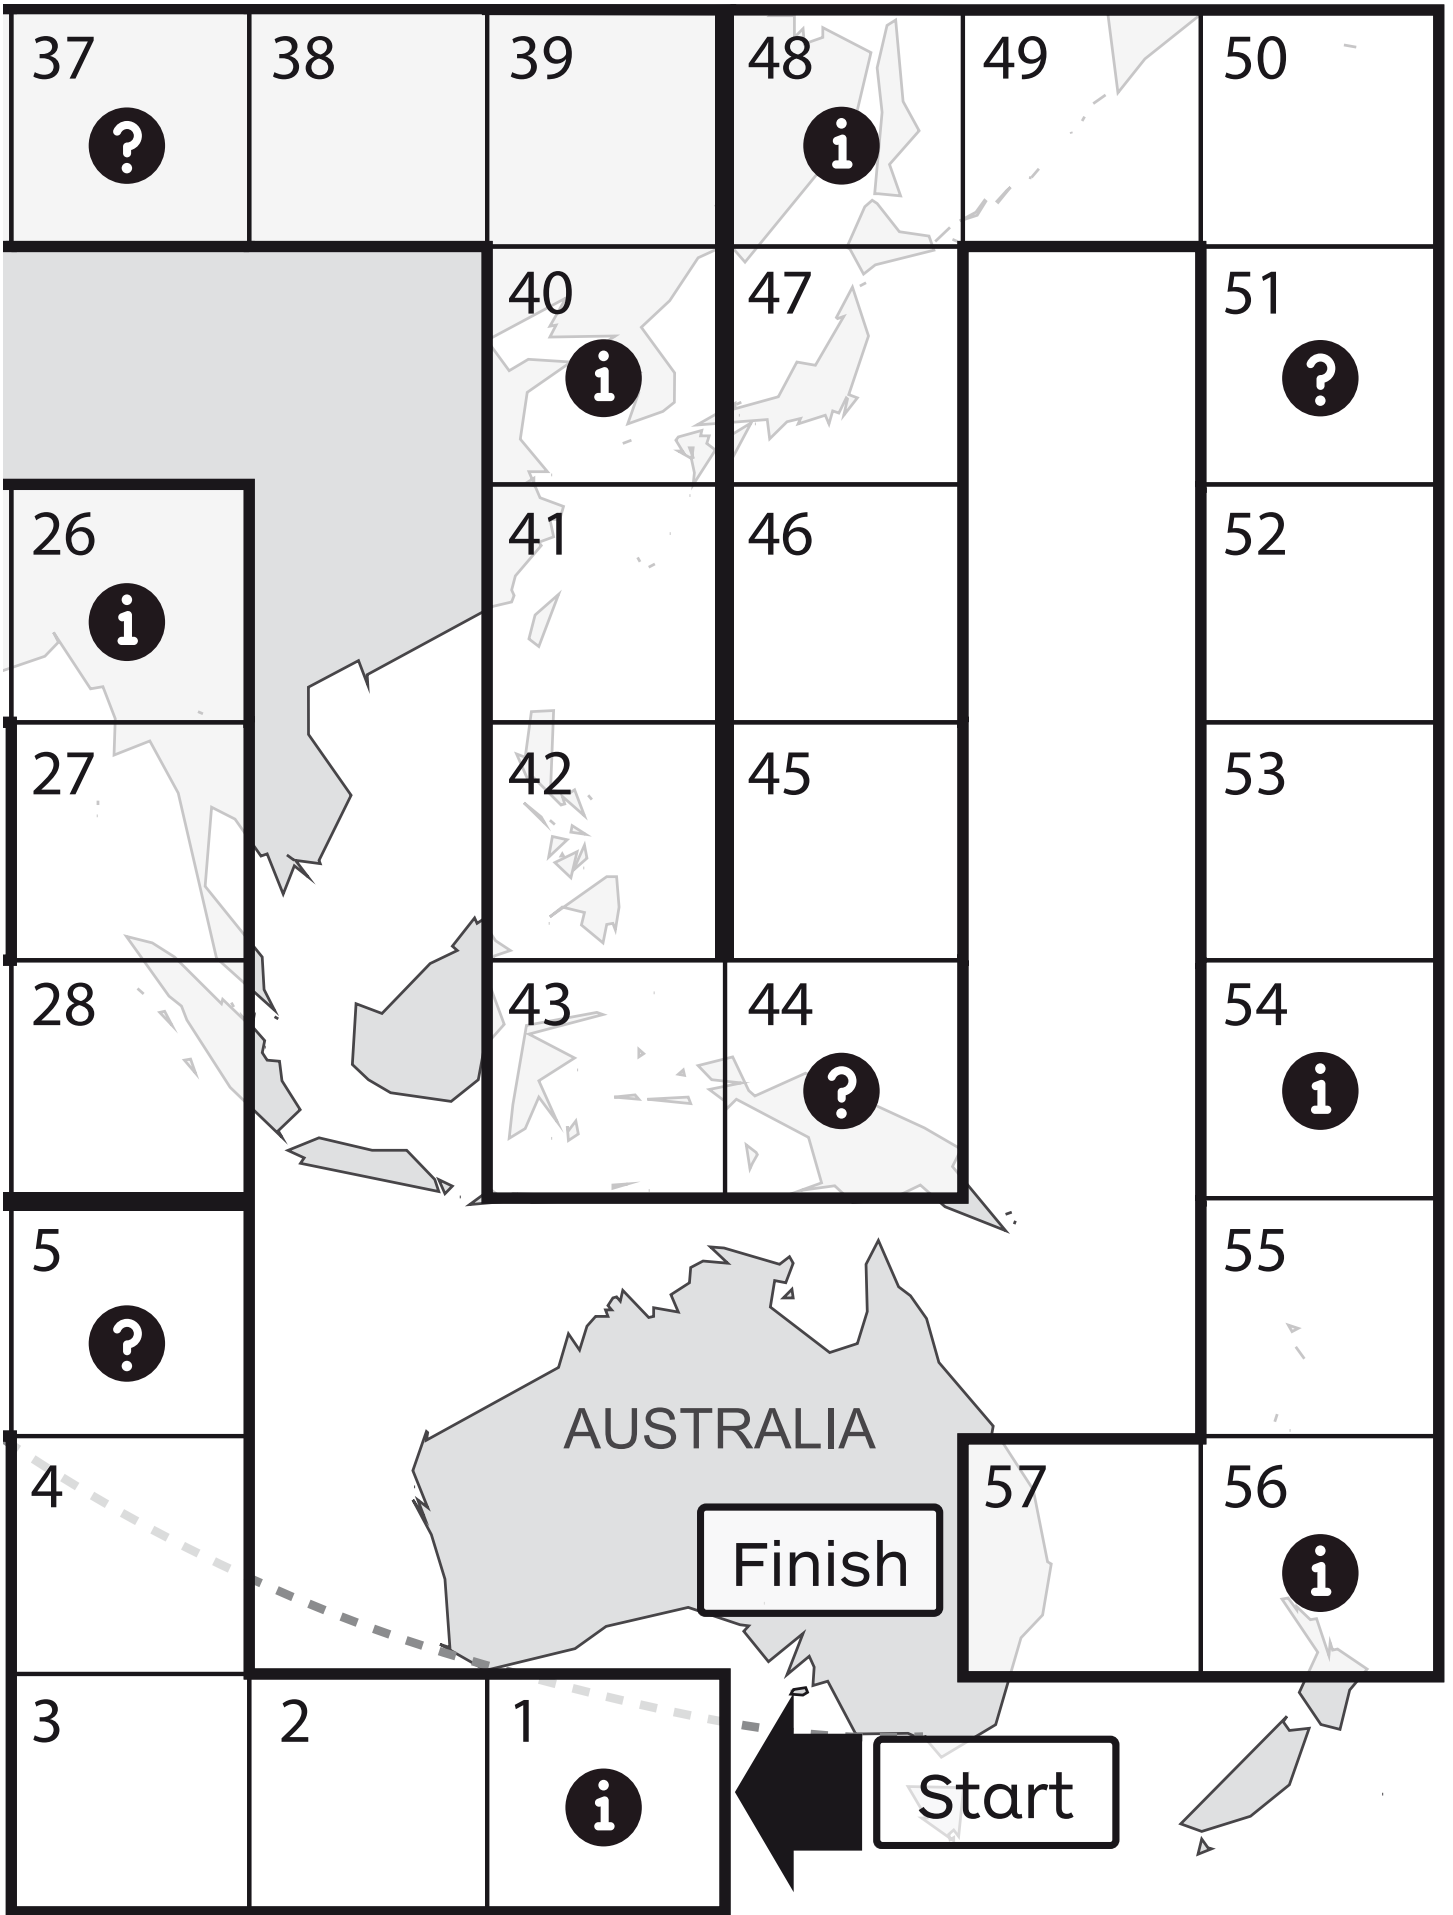 37 38 39 48 49 50
? i
40 47 51
i ?
26 41 46 52
i
27 42 45 53
28 43 44 54
? i
5 55
?
AUSTRALIA
4 57 56
Finish i
3 2 1
i Start